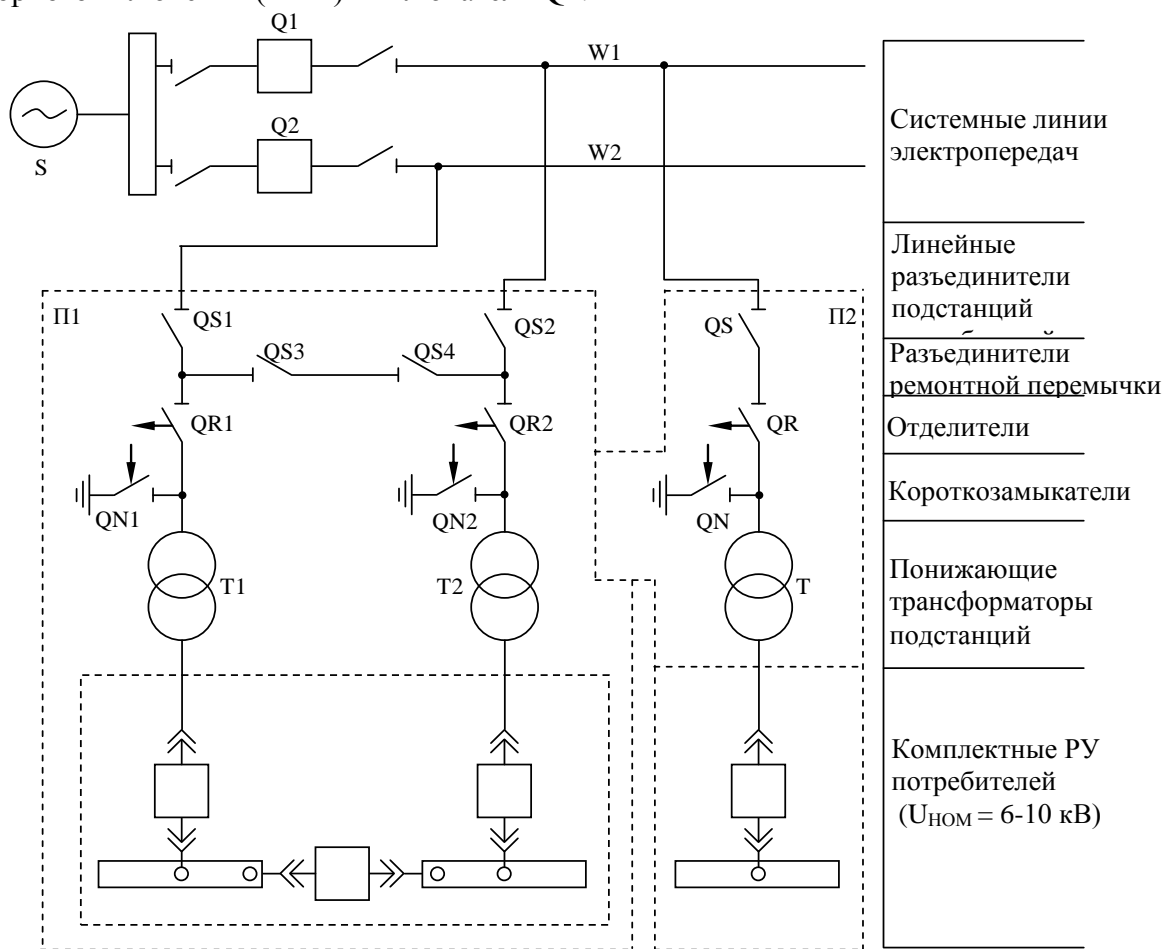 Q1
W1
Q2
W2
S
Системные линии
электропередач
Линейные
разъединители
подстанций
П1
QS1
QS2
QS
П2
QS3
QS4
Разъединители
ремонтной перемычки
QR1
QR2
QR
Отделители
QN1
QN2
QN
Короткозамыкатели
T1
T2
T
Понижающие
трансформаторы
подстанций
Комплектные РУ
потребителей
(UНОМ = 6-10 кВ)